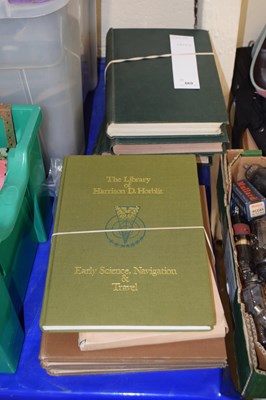 The Library
of
Harrison D. Horblit
Early Science, Navigation
&
Travel